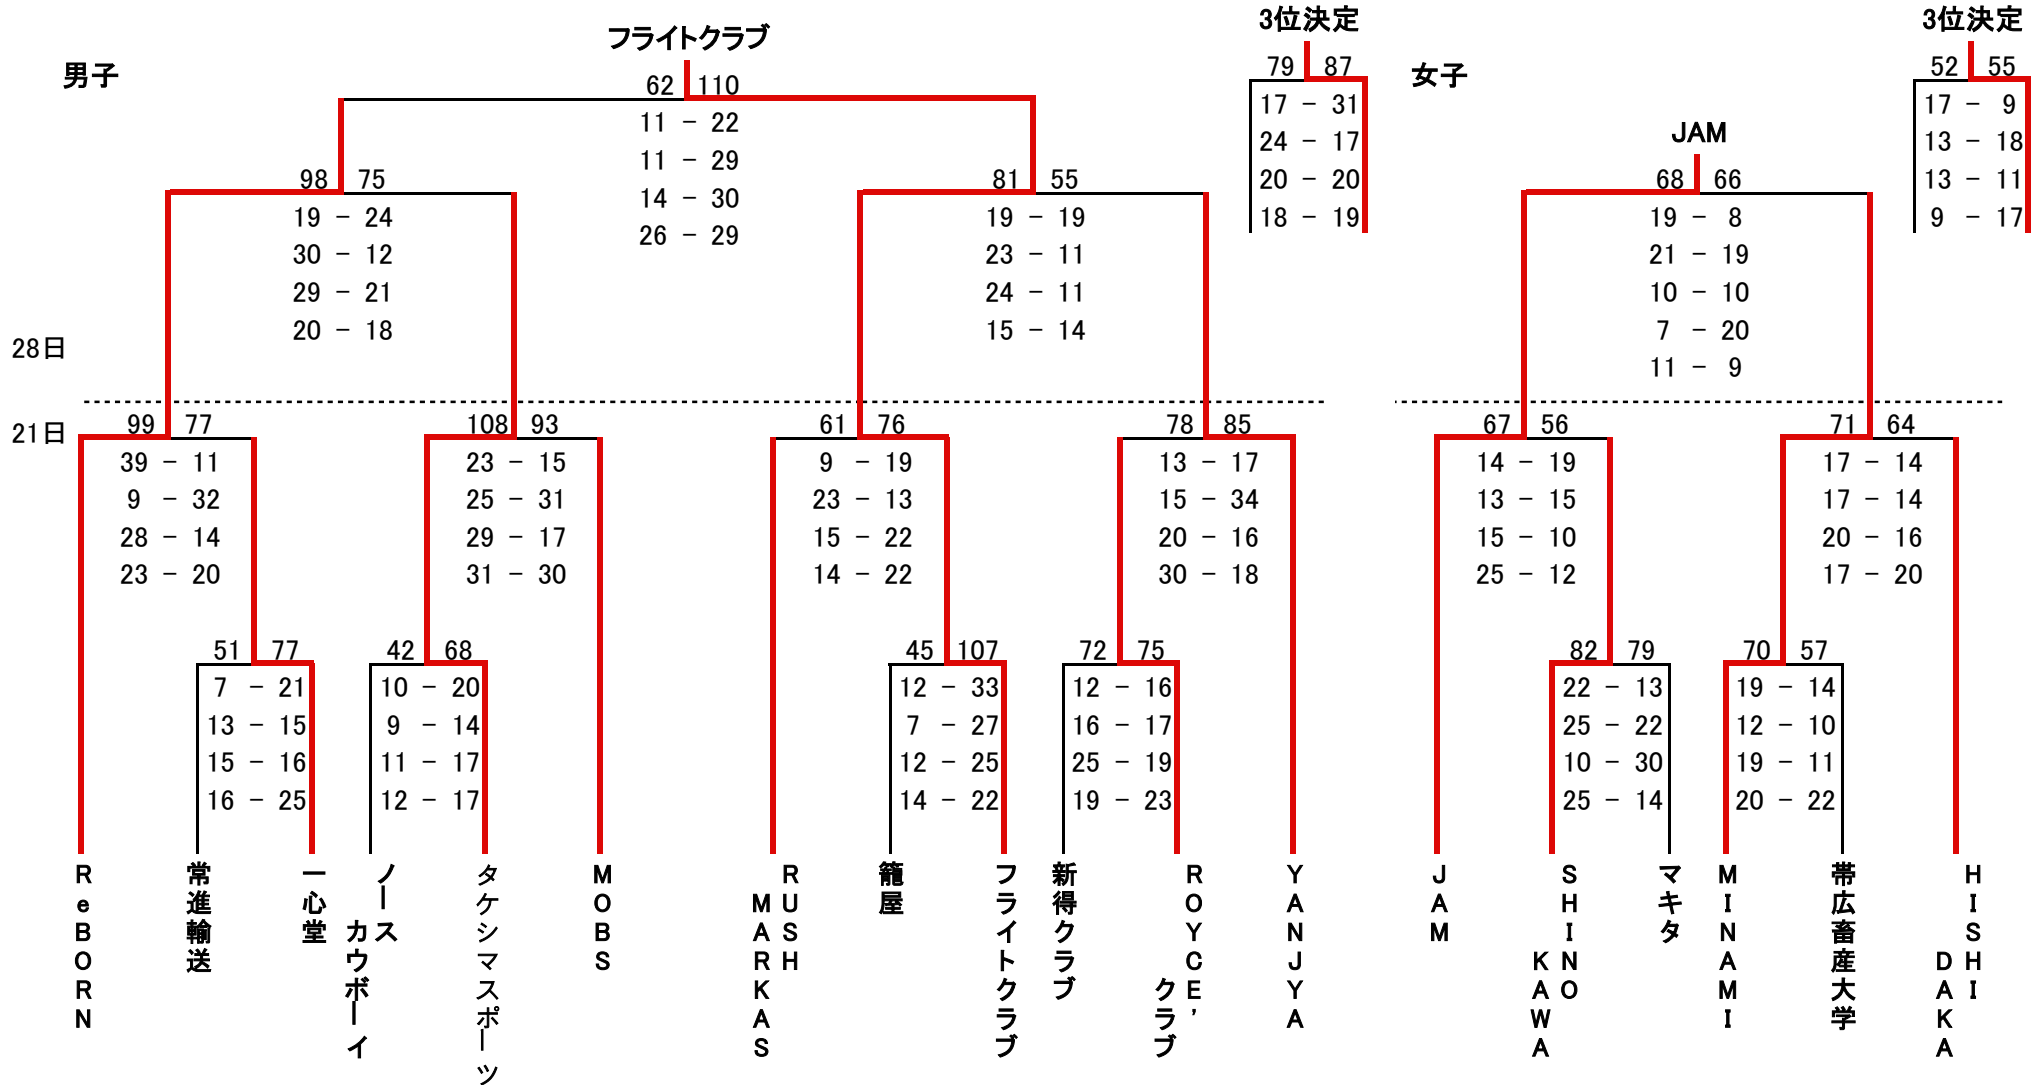 3位決定
3位決定
フライトクラブ
男子
62 110
79 87
女子
52 55
11 - 22
11 - 29
14 - 30
26 - 29
17 - 31
24 - 17
20 - 20
18 - 19
JAM
17 - 9
13 - 18
13 - 11
9 - 17
98 75
19 - 24
30 - 12
29 - 21
20 - 18
81 55
19 - 19
23 - 11
24 - 11
15 - 14
68 66
19 - 8
21 - 19
10 - 10
7 - 20
11 - 9
28日
21日
99 77
39 - 11
9 - 32
28 - 14
23 - 20
108 93
23 - 15
25 - 31
29 - 17
31 - 30
61 76
9 - 19
23 - 13
15 - 22
14 - 22
78 85
13 - 17
15 - 34
20 - 16
30 - 18
67 56
14 - 19
13 - 15
15 - 10
25 - 12
71 64
17 - 14
17 - 14
20 - 16
17 - 20
51 77
7 - 21
13 - 15
15 - 16
16 - 25
42 68
10 - 20
9 - 14
11 - 17
12 - 17
45 107
12 - 33
7 - 27
12 - 25
14 - 22
72 75
12 - 16
16 - 17
25 - 19
19 - 23
82 79
22 - 13
25 - 22
10 - 30
25 - 14
70 57
19 - 14
12 - 10
19 - 11
20 - 22
ReBORN
常進輸送
一心堂
ノース
カウボーイ
タケシマスポーツ
MOBS
RUSH
MARKAS
籠屋
フライトクラブ
新得クラブ
ROYCE'
クラブ
YANJYA
JAM
SHINO
KAWA
マキタ
MINAMI
帯広畜産大学
HISHI
DAKA